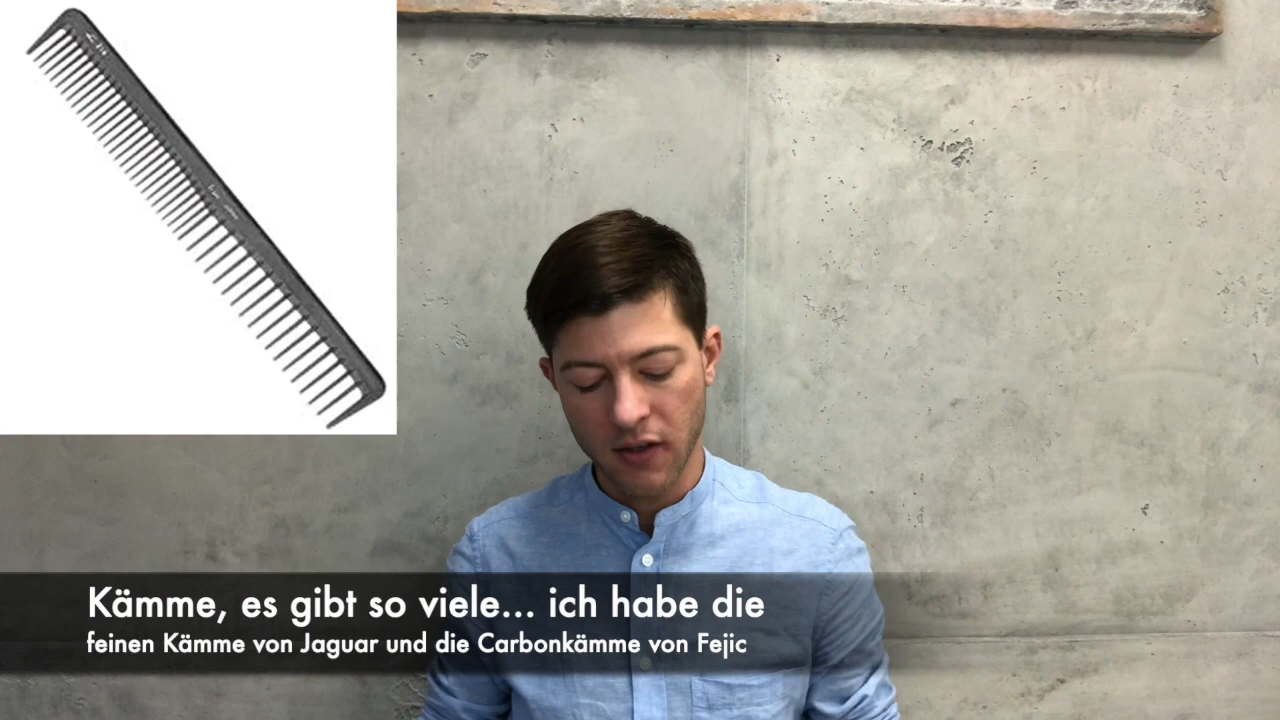 Kämme, es gibt so viele... ich habe die
feinen Kämme von Jaguar und die Carbonkämme von Fejic